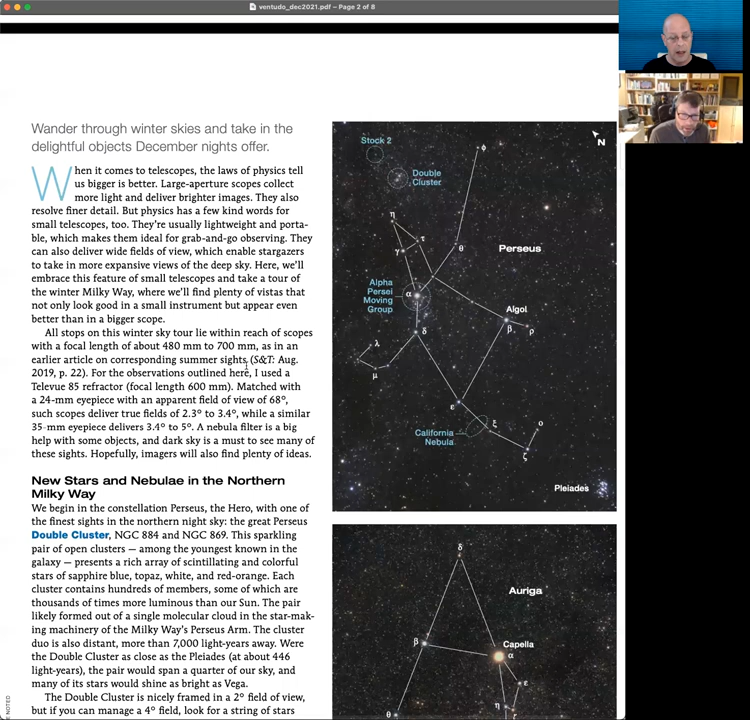 ventudo_dec2021.pdf – Page 2 of 8
Wander through winter skies and take in the
delightful objects December nights offer.
When it comes to telescopes, the laws of physics tell
us bigger is better. Large-aperture scopes collect
more light and deliver brighter images. They also
resolve finer detail. But physics has a few kind words for
small telescopes, too. They're usually lightweight and porta-
ble, which makes them ideal for grab-and-go observing. They
can also deliver wide fields of view, which enable stargazers
to take in more expansive views of the deep sky. Here, we'll
embrace this feature of small telescopes and take a tour of
the winter Milky Way, where we'll find plenty of vistas that
not only look good in a small instrument but appear even
better than in a bigger scope.
All stops on this winter sky tour lie within reach of scopes
with a focal length of about 480 mm to 700 mm, as in an
earlier article on corresponding summer sights (S&T: Aug.
2019, p. 22). For the observations outlined here, I used a
Televue 85 refractor (focal length 600 mm). Matched with
a 24-mm eyepiece with an apparent field of view of 68°,
such scopes deliver true fields of 2.3° to 3.4°, while a similar
35-mm eyepiece delivers 3.4° to 5°. A nebula filter is a big
help with some objects, and dark sky is a must to see many of
these sights. Hopefully, imagers will also find plenty of ideas.
New Stars and Nebulae in the Northern
Milky Way
We begin in the constellation Perseus, the Hero, with one of
the finest sights in the northern night sky: the great Perseus
Double Cluster, NGC 884 and NGC 869. This sparkling
pair of open clusters — among the youngest known in the
galaxy — presents a rich array of scintillating and colorful
stars of sapphire blue, topaz, white, and red-orange. Each
cluster contains hundreds of members, some of which are
thousands of times more luminous than our Sun. The pair
likely formed out of a single molecular cloud in the star-mak-
ing machinery of the Milky Way's Perseus Arm. The cluster
duo is also distant, more than 7,000 light-years away. Were
the Double Cluster as close as the Pleiades (at about 446
light-years), the pair would span a quarter of our sky, and
many of its stars would shine as bright as Vega.
The Double Cluster is nicely framed in a 2° field of view,
but if you can manage a 4° field, look for a string of stars
Stock 2
N
φ
Double
Cluster
η
τ
γ
θ
Perseus
Alpha
Persei
Moving
Group
α
Algol
β
ρ
δ
λ
μ
ε
California
Nebula
ξ
ο
ζ
Pleiades
δ
Auriga
β
Capella
α
ε
η
θ